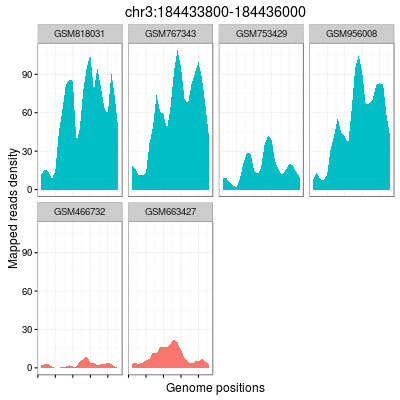 chr3:184433800-184436000
GSM818031 GSM767343 GSM753429 GSM956008
90
60
30
0
Mapped reads density
GSM466732 GSM663427
90
60
30
0
Genome positions